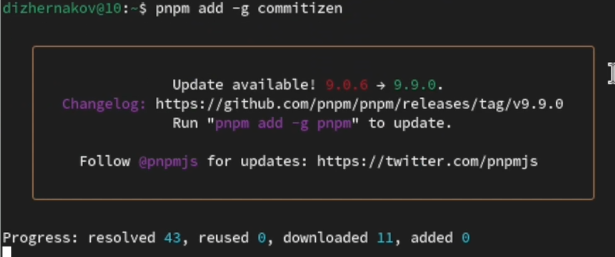 dizhernakov@10:~$ pnpm add -g commitizen
Update available! 9.0.6 → 9.9.0.
Changelog: https://github.com/pnpm/pnpm/releases/tag/v9.9.0
Run "pnpm add -g pnpm" to update.
Follow @pnpmjs for updates: https://twitter.com/pnpmjs
Progress: resolved 43, reused 0, downloaded 11, added 0